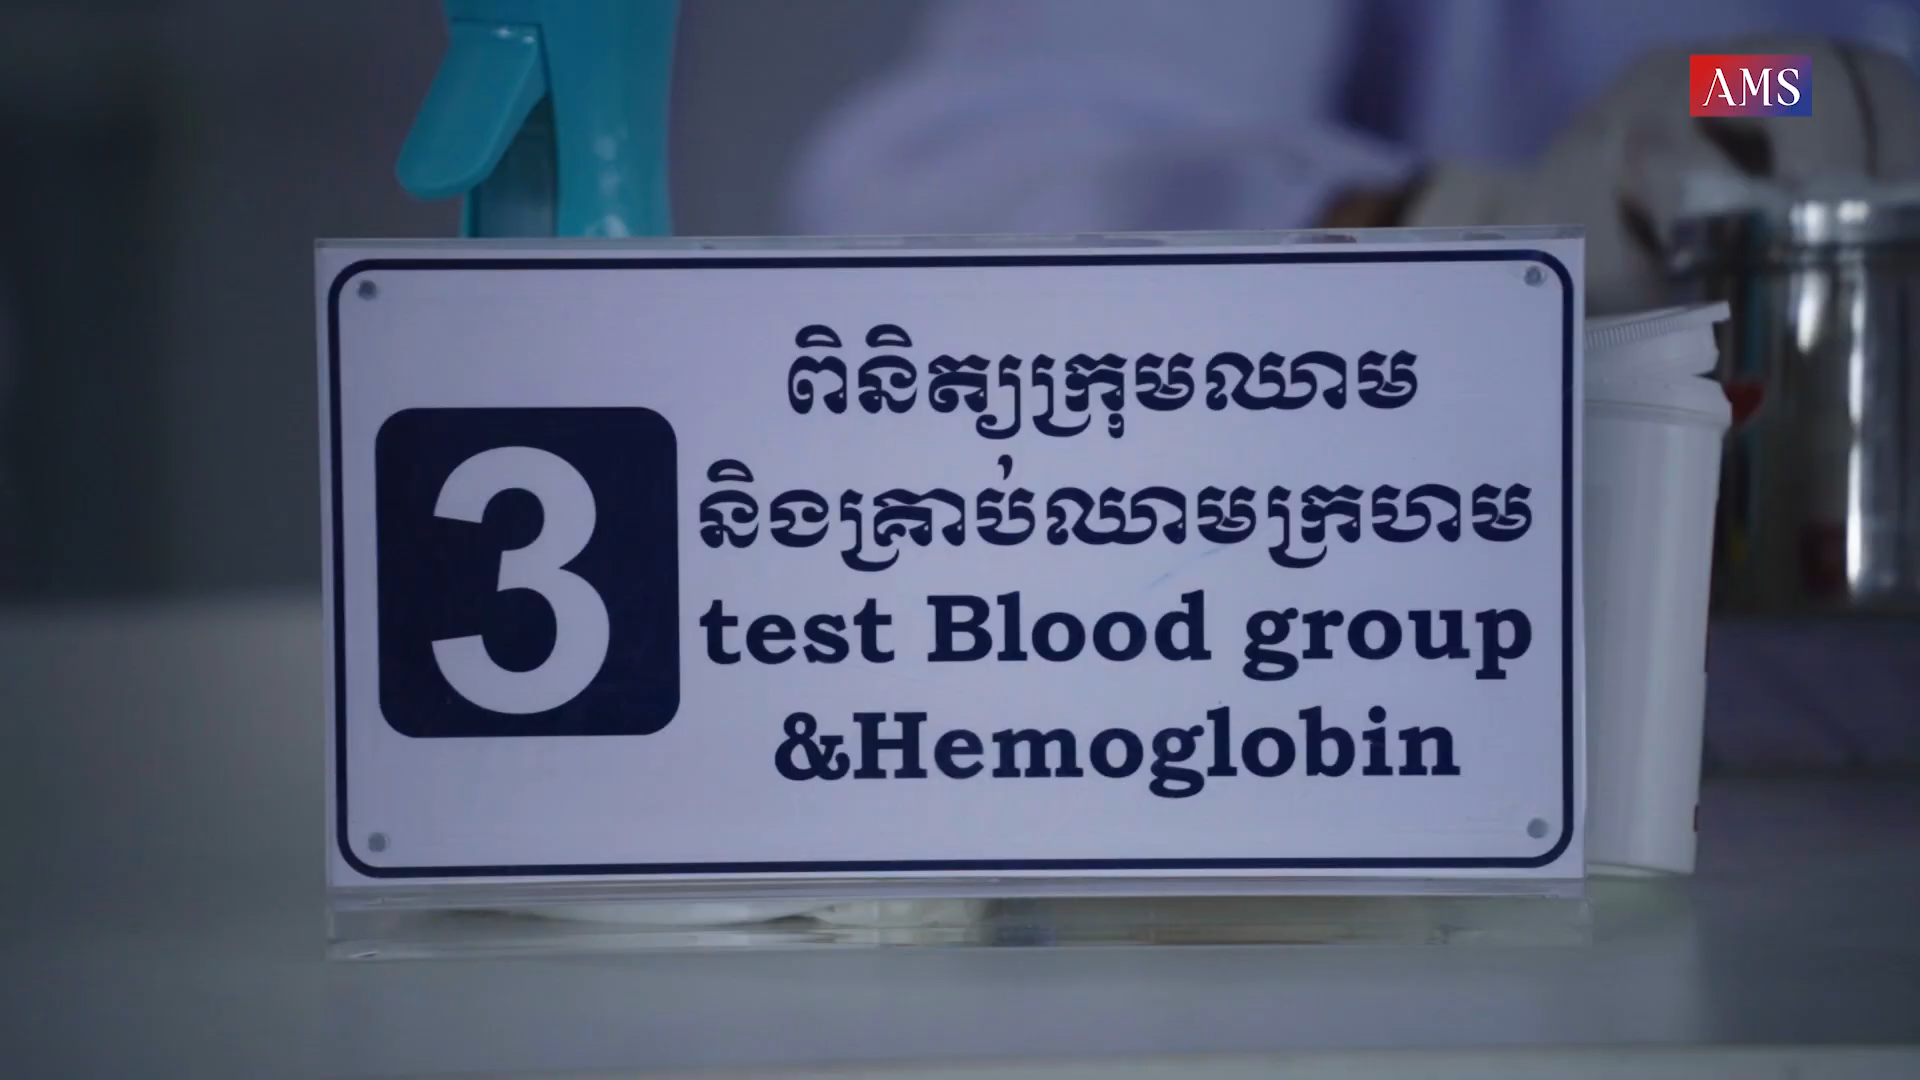 AMS
3
ពិនិត្យក្រុមឈាម
និងគ្រាប់ឈាមក្រហម
test Blood group
&Hemoglobin